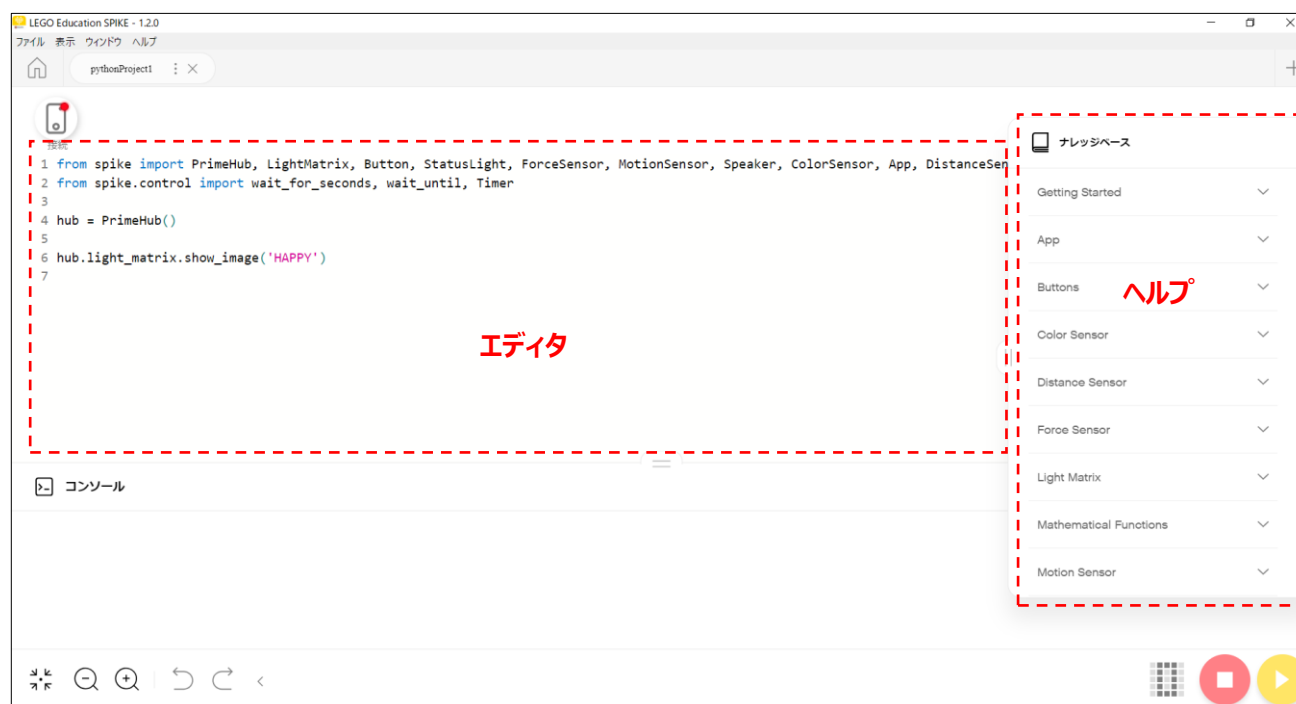 LEGO Education SPIKE - 1.2.0
ファイル 表示 ウィンドウ ヘルプ
pythonProject1
接続
1 from spike import PrimeHub, LightMatrix, Button, StatusLight, ForceSensor, MotionSensor, Speaker, ColorSensor, App, DistanceSen
2 from spike.control import wait_for_seconds, wait_until, Timer
3
4 hub = PrimeHub()
5
6 hub.light_matrix.show_image('HAPPY')
7
エディタ
コンソール
ナレッジベース
Getting Started
App
Buttons
ヘルプ
Color Sensor
Distance Sensor
Force Sensor
Light Matrix
Mathematical Functions
Motion Sensor